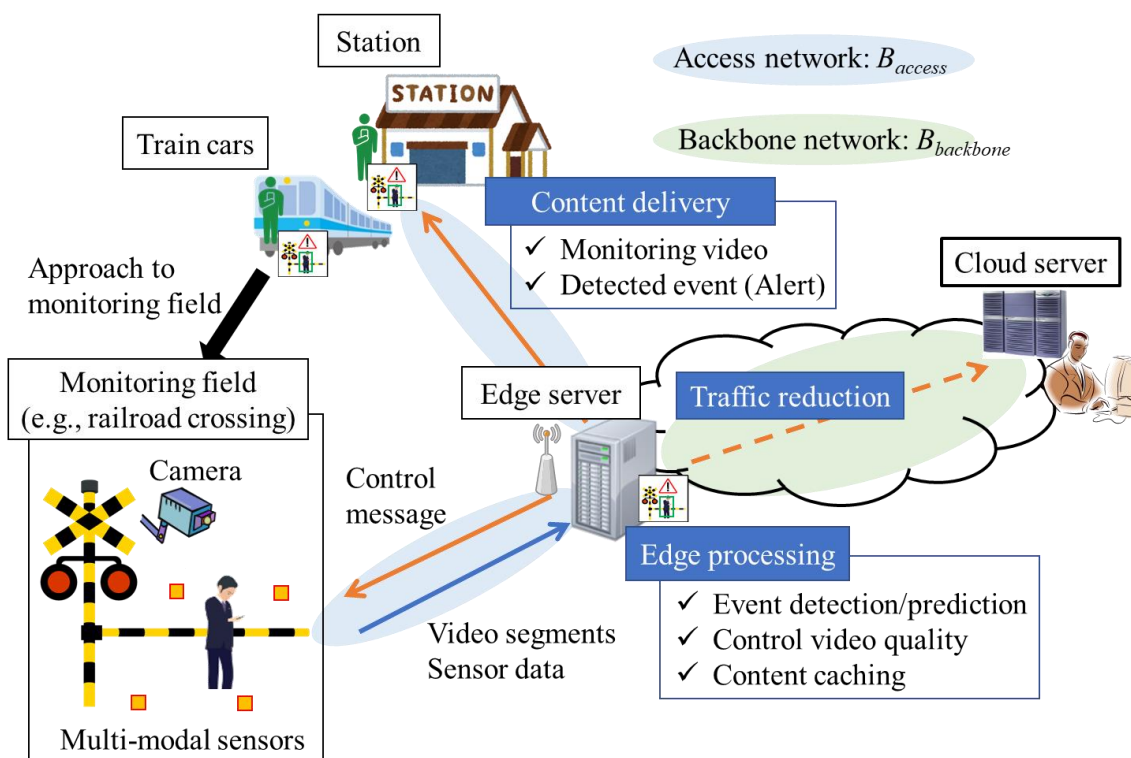 Station
Access network: B_access
STATION
Train cars
Backbone network: B_backbone
Content delivery
✓ Monitoring video
✓ Detected event (Alert)
Approach to
monitoring field
Cloud server
Monitoring field
(e.g., railroad crossing)
Edge server
Traffic reduction
Camera
Control
message
Edge processing
✓ Event detection/prediction
✓ Control video quality
✓ Content caching
Video segments
Sensor data
Multi-modal sensors